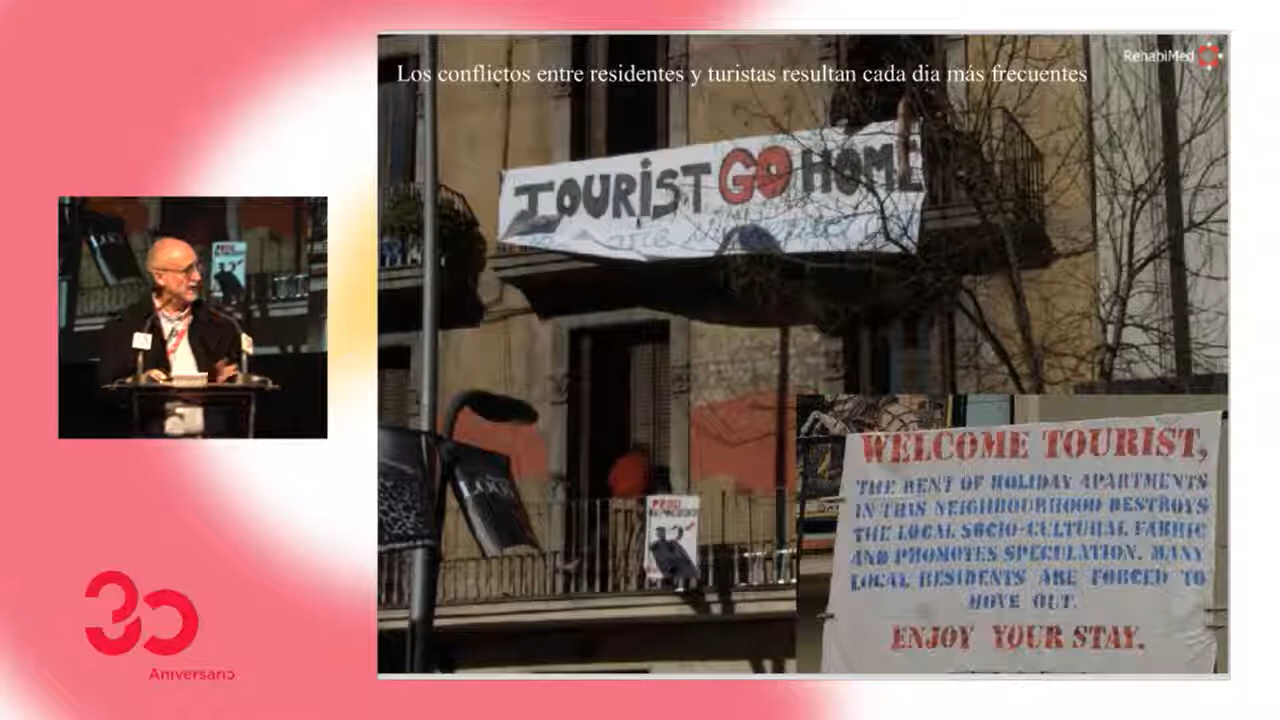 Los conflictos entre residentes y turistas resultan cada dia más frecuentes
RehabiMed
TOURIST GO HOME
WELCOME TOURIST,
THE RENT OF HOLIDAY APARTMENTS
IN THIS NEIGHBOURHOOD DESTROYS
THE LOCAL SOCIO-CULTURAL FABRIC
AND PROMOTES SPECULATION. MANY
LOCAL RESIDENTS ARE FORCED TO
MOVE OUT.
ENJOY YOUR STAY.
30
Aniversario